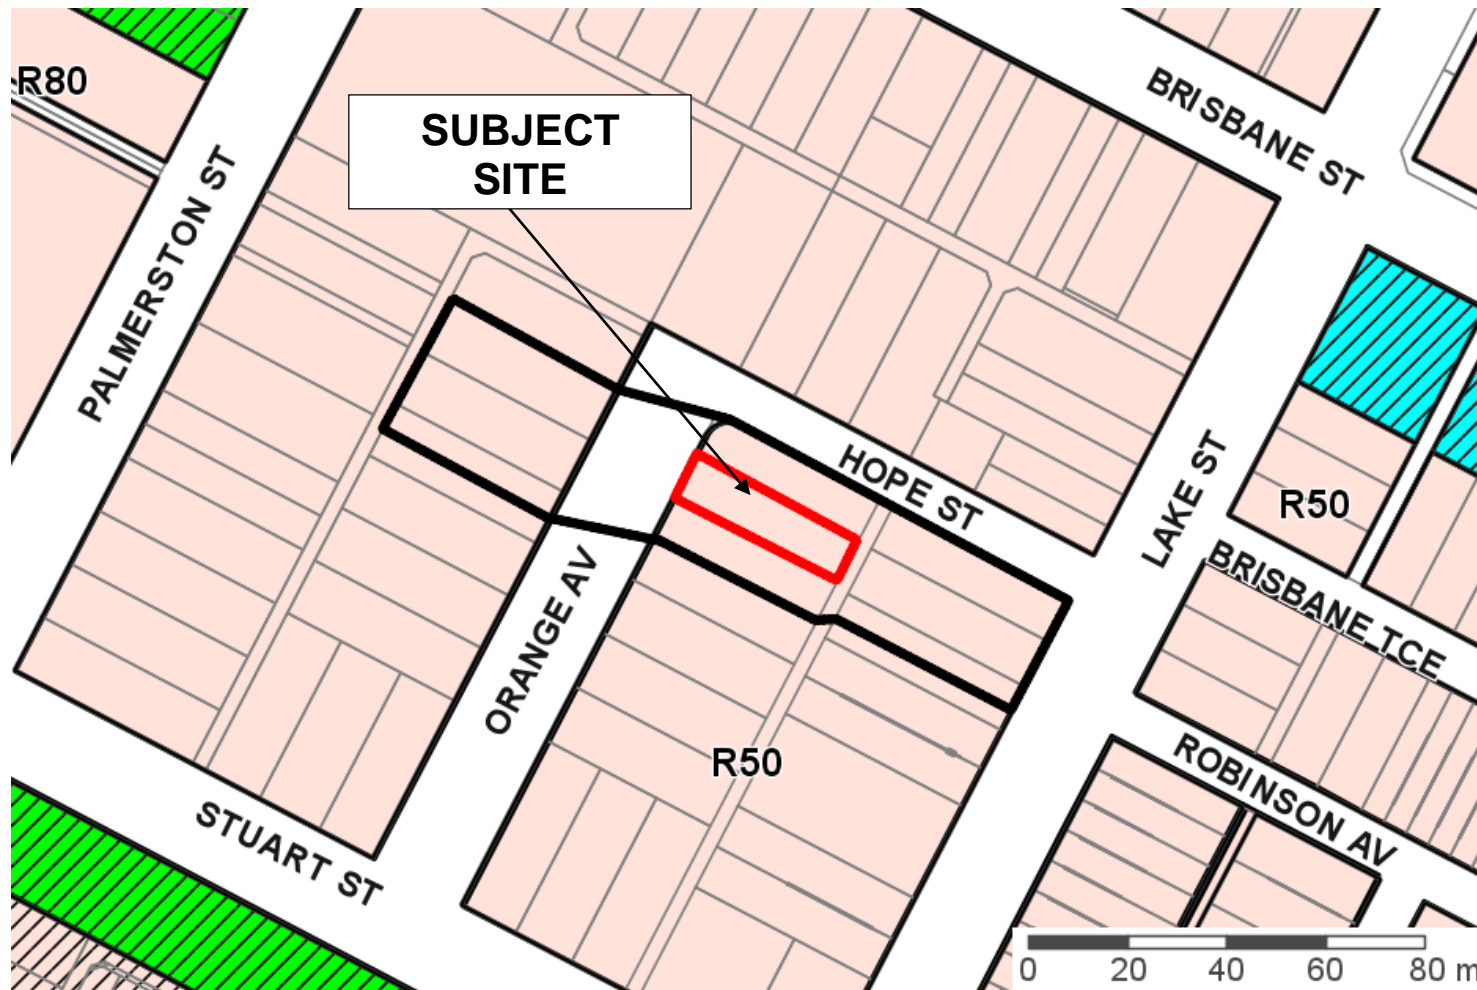 R80
BRISBANE ST
SUBJECT
SITE
PALMERSTON ST
HOPE ST
LAKE ST
R50
BRISBANE TCE
ORANGE AV
R50
ROBINSON AV
STUART ST
0 20 40 60 80 m